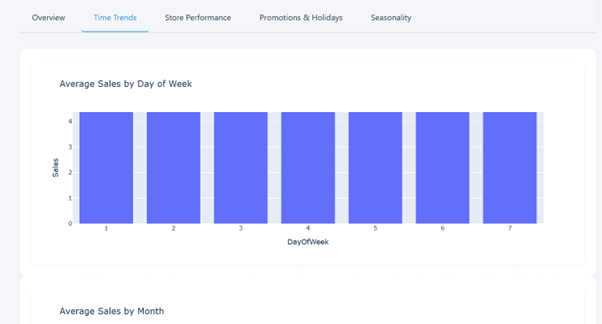 Overview Time Trends Store Performance Promotions & Holidays Seasonality
Average Sales by Day of Week
4
3
2
1
0
Sales
1 2 3 4 5 6 7
DayOfWeek
Average Sales by Month